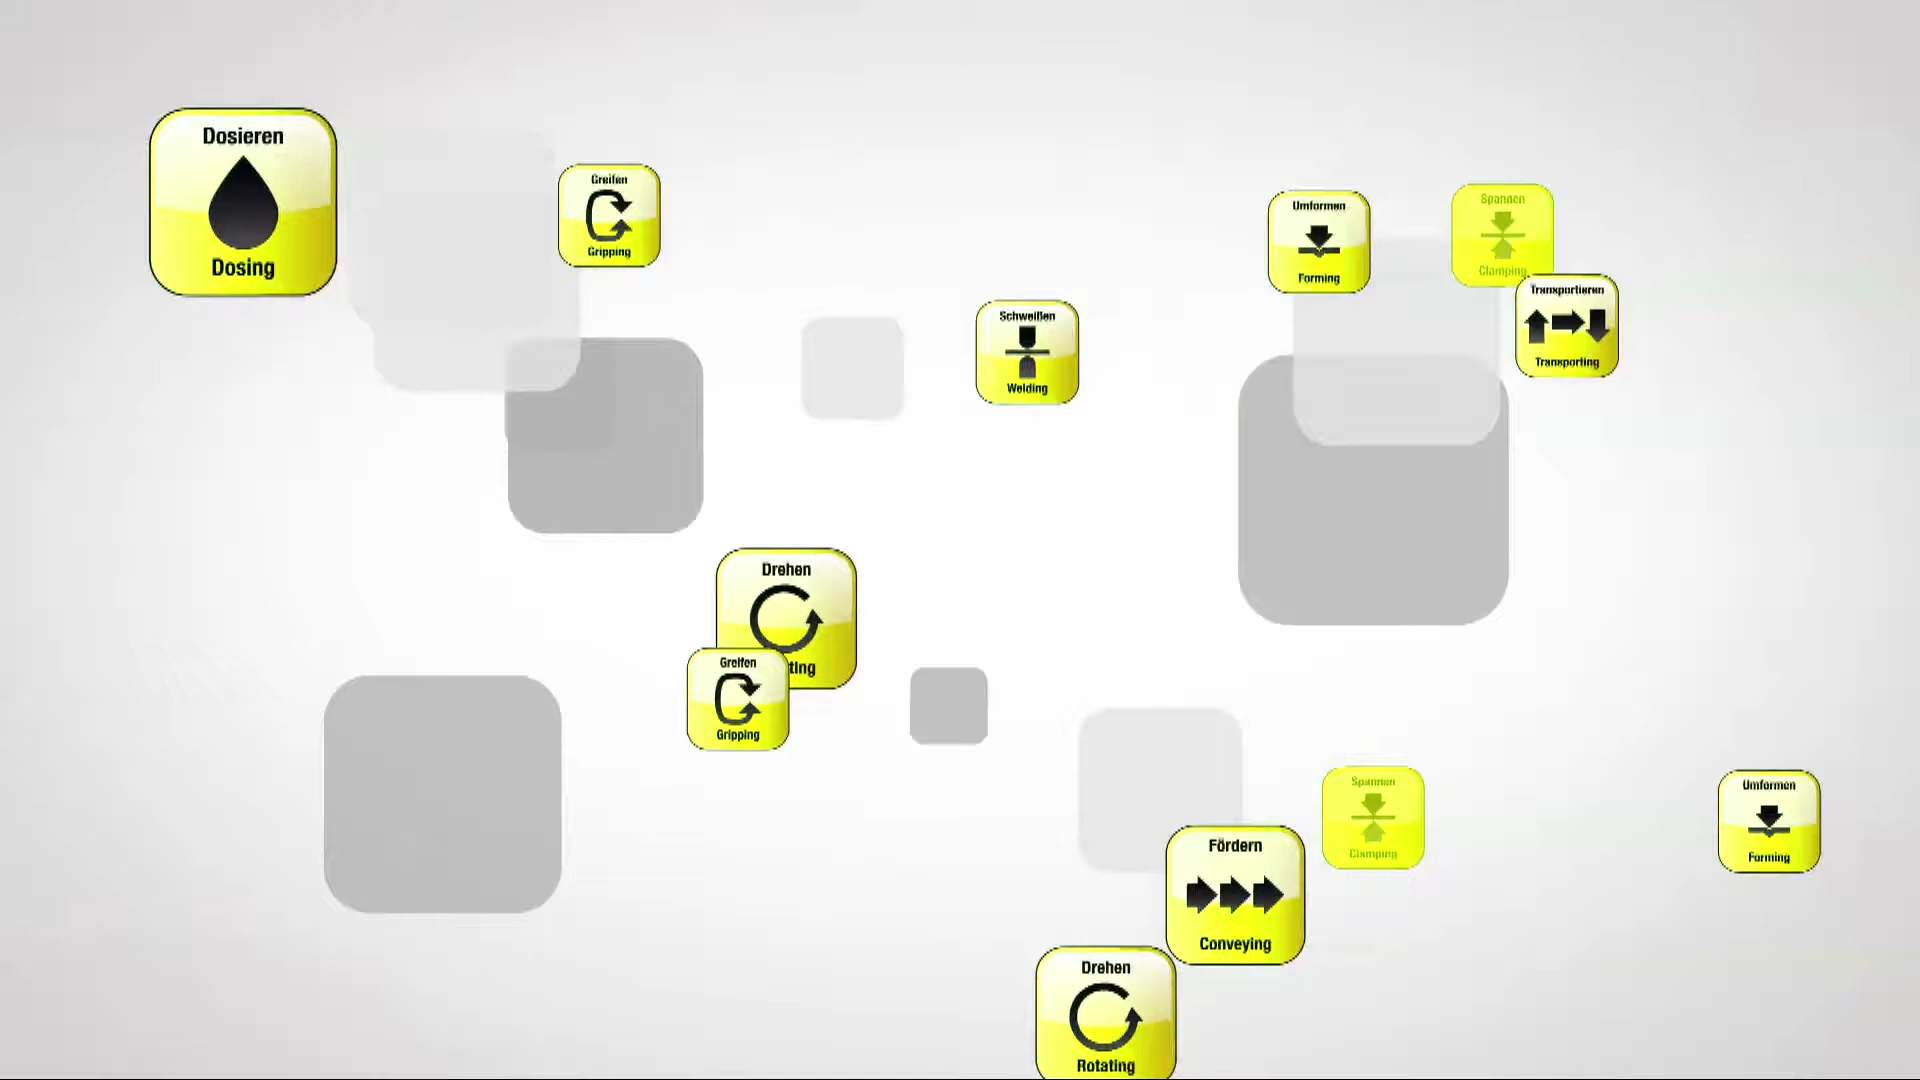 Dosieren
Dosing
Greifen
Gripping
Umformen
Forming
Spannen
Clamping
Transportieren
Transporting
Schweißen
Welding
Drehen
ting
Greifen
Gripping
Spannen
Clamping
Umformen
Forming
Fördern
Conveying
Drehen
Rotating